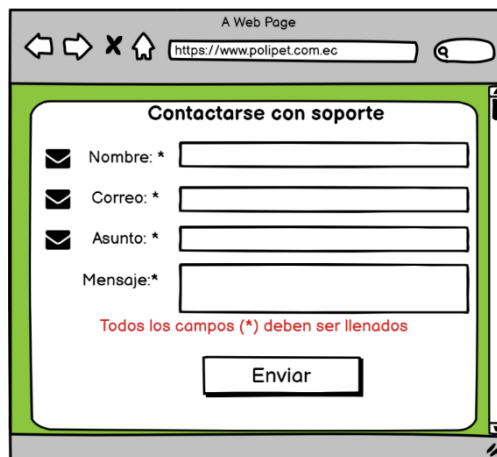 A Web Page
https://www.polipet.com.ec
Contactarse con soporte
Nombre: *
Correo: *
Asunto: *
Mensaje:*
Todos los campos (*) deben ser llenados
Enviar